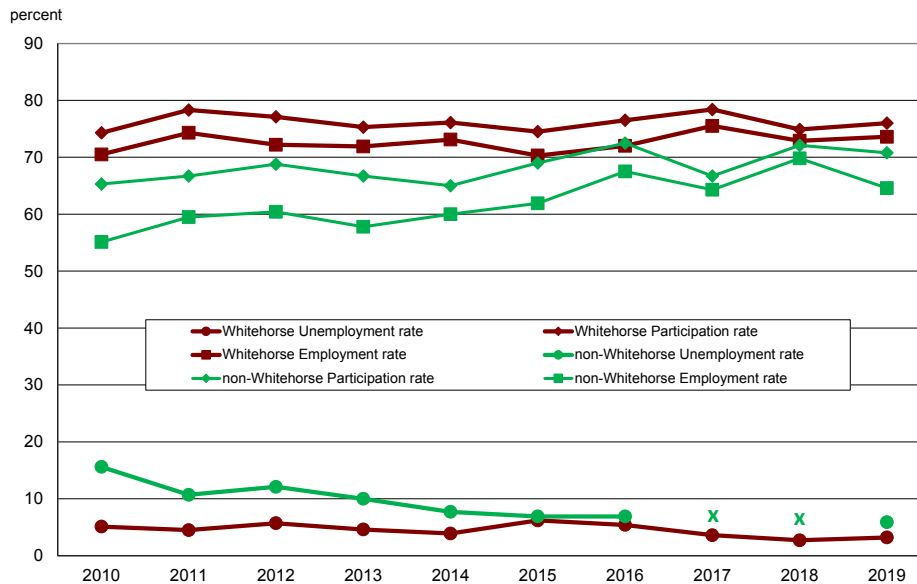 percent
90
80
70
60
50
40
30
20
10
0
Whitehorse Unemployment rate Whitehorse Participation rate
Whitehorse Employment rate non-Whitehorse Unemployment rate
non-Whitehorse Participation rate non-Whitehorse Employment rate
x x
2010 2011 2012 2013 2014 2015 2016 2017 2018 2019